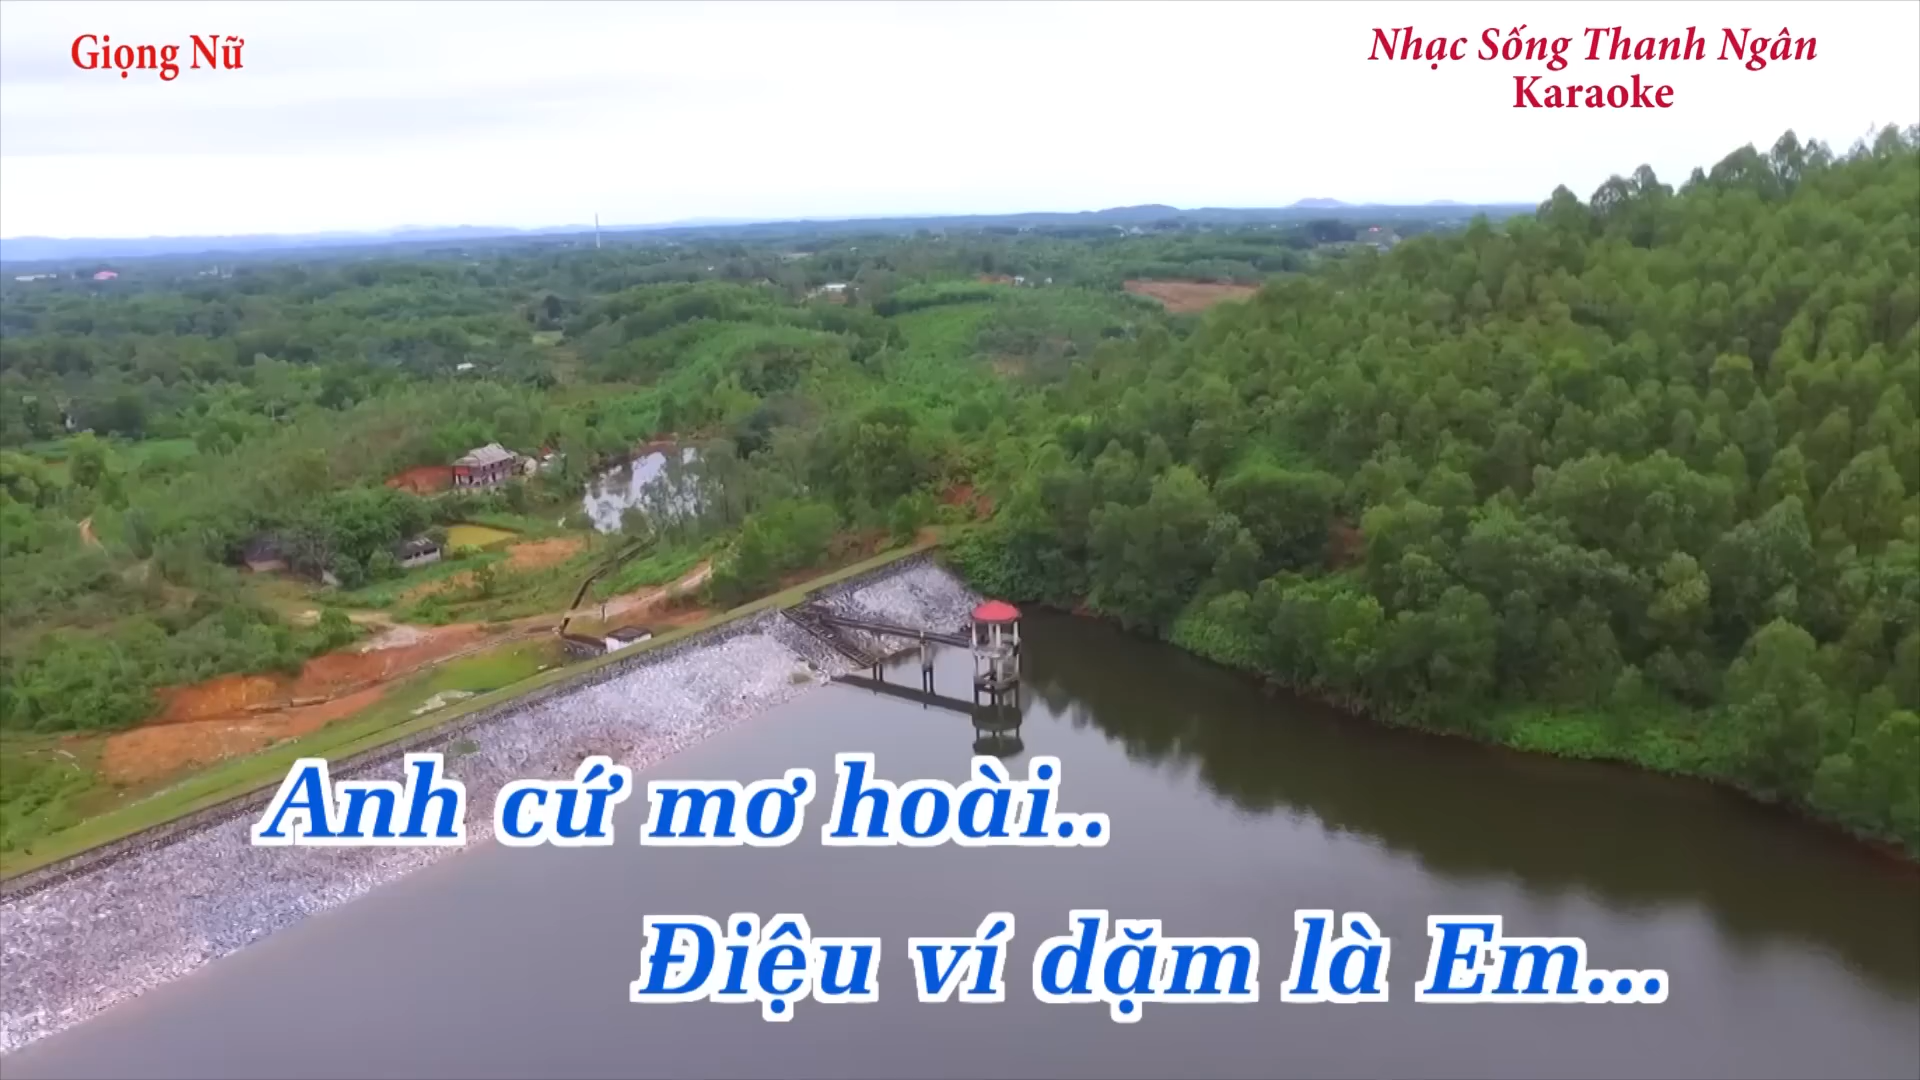 Giọng Nữ
Nhạc Sống Thanh Ngân
Karaoke
Anh cứ mơ hoài..
Điệu ví dặm là Em...